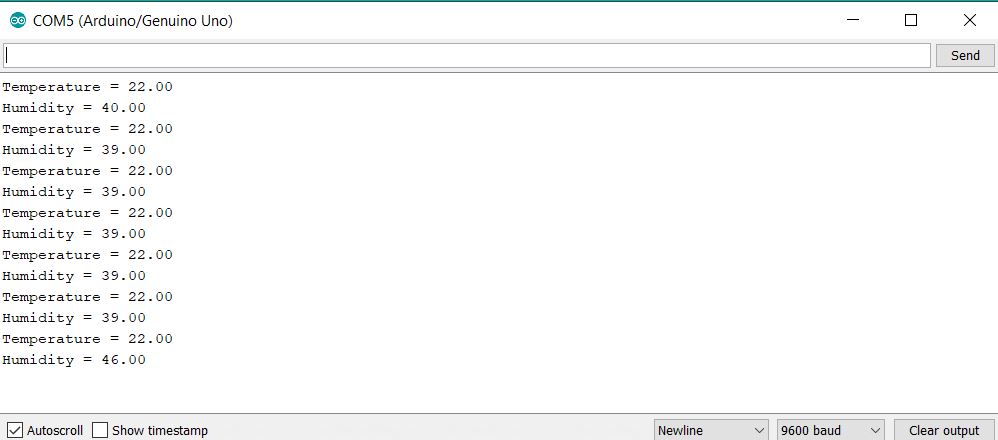 COM5 (Arduino/Genuino Uno)
Send
Temperature = 22.00
Humidity = 40.00
Temperature = 22.00
Humidity = 39.00
Temperature = 22.00
Humidity = 39.00
Temperature = 22.00
Humidity = 39.00
Temperature = 22.00
Humidity = 39.00
Temperature = 22.00
Humidity = 39.00
Temperature = 22.00
Humidity = 46.00
Autoscroll Show timestamp Newline 9600 baud Clear output